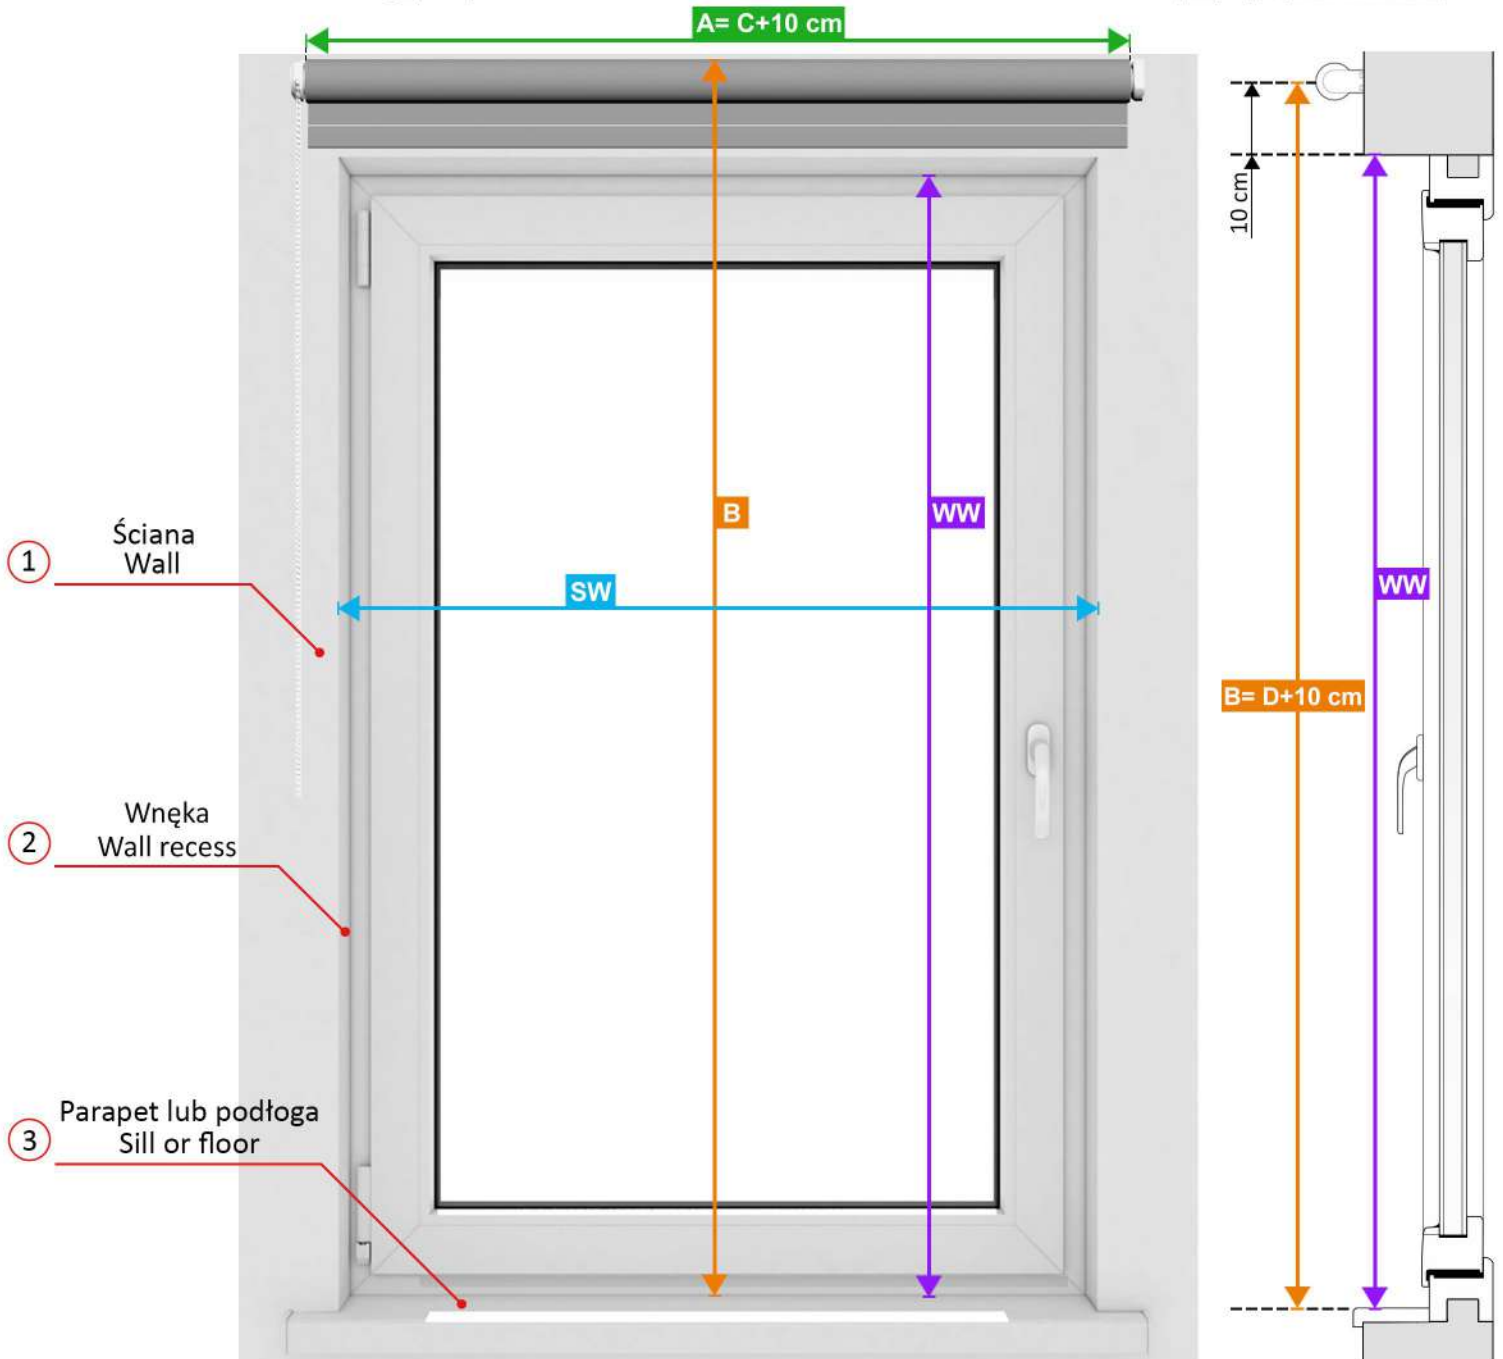 A= C+10 cm
10 cm
B
WW
Ściana
Wall
1
SW
WW
B= D+10 cm
Wnęka
Wall recess
2
Parapet lub podłoga
Sill or floor
3